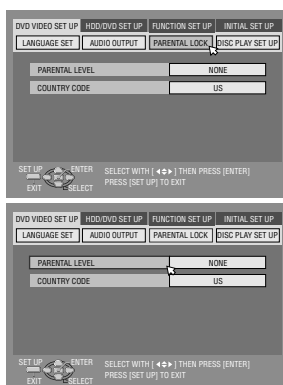 DVD VIDEO SET UP HDD/DVD SET UP FUNCTION SET UP INITIAL SET UP
LANGUAGE SET AUDIO OUTPUT PARENTAL LOCK DISC PLAY SET UP
PARENTAL LEVEL NONE
COUNTRY CODE US
SET UP ENTER SELECT WITH [ ] THEN PRESS [ENTER]
EXIT SELECT PRESS [SET UP] TO EXIT
DVD VIDEO SET UP HDD/DVD SET UP FUNCTION SET UP INITIAL SET UP
LANGUAGE SET AUDIO OUTPUT PARENTAL LOCK DISC PLAY SET UP
PARENTAL LEVEL NONE
COUNTRY CODE US
SET UP ENTER SELECT WITH [ ] THEN PRESS [ENTER]
EXIT SELECT PRESS [SET UP] TO EXIT